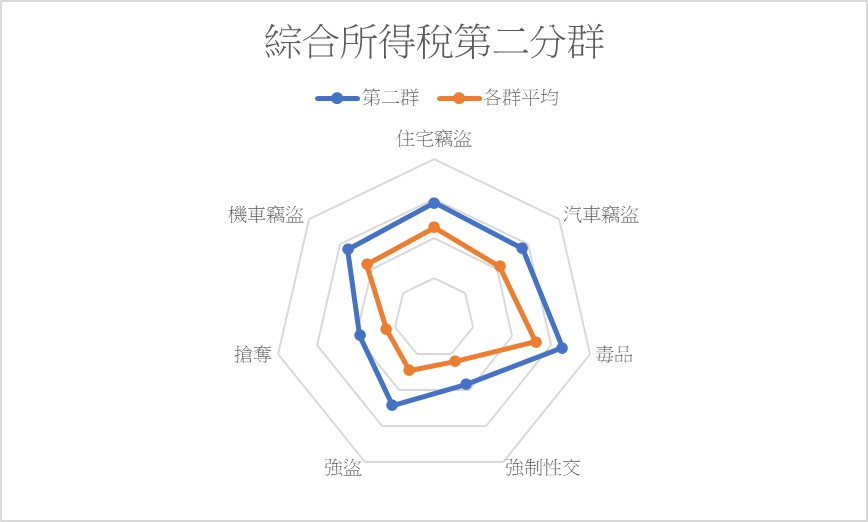 綜合所得稅第二分群
第二群 各群平均
住宅竊盜
機車竊盜 汽車竊盜
搶奪 毒品
強盜 強制性交